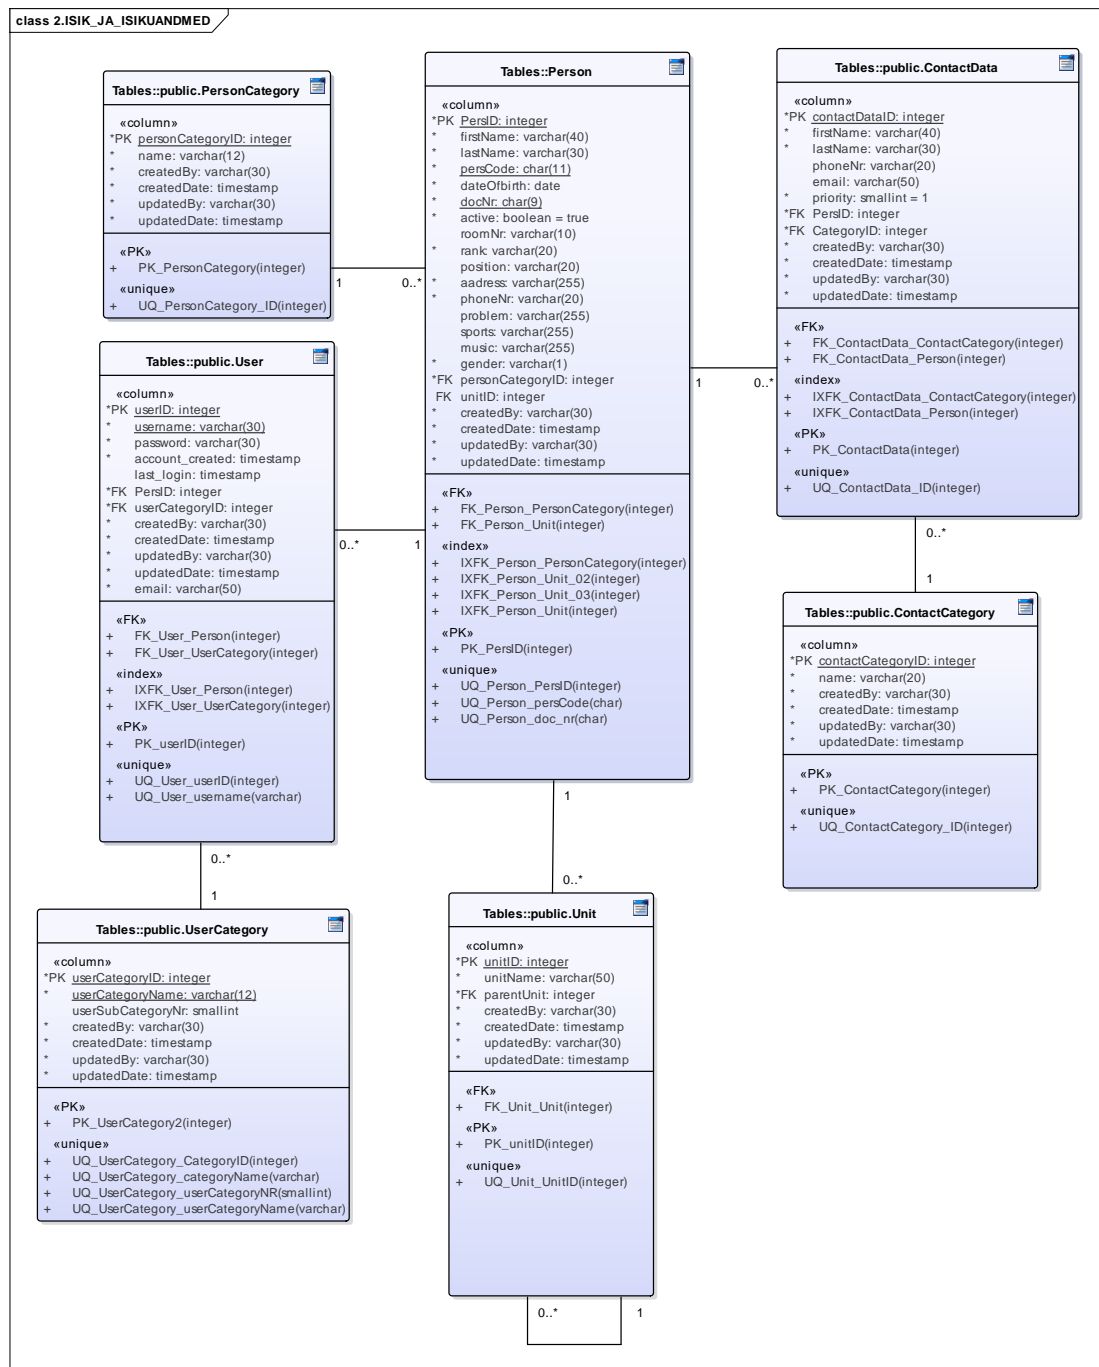 class 2.ISIK_JA_ISIKUANDMED
Tables::public.PersonCategory
«column»
*PK personCategoryID: integer
* name: varchar(12)
* createdBy: varchar(30)
* createdDate: timestamp
* updatedBy: varchar(30)
* updatedDate: timestamp
«PK»
+ PK_PersonCategory(integer)
«unique»
+ UQ_PersonCategory_ID(integer)
1
0..*
Tables::Person
«column»
*PK PersID: integer
* firstName: varchar(40)
* lastName: varchar(30)
* persCode: char(11)
* dateOfbirth: date
* docNr: char(9)
* active: boolean = true
roomNr: varchar(10)
* rank: varchar(20)
position: varchar(20)
* aadress: varchar(255)
* phoneNr: varchar(20)
problem: varchar(255)
sports: varchar(255)
music: varchar(255)
* gender: varchar(1)
*FK personCategoryID: integer
FK unitID: integer
* createdBy: varchar(30)
* createdDate: timestamp
* updatedBy: varchar(30)
* updatedDate: timestamp
«FK»
+ FK_Person_PersonCategory(integer)
+ FK_Person_Unit(integer)
«index»
+ IXFK_Person_PersonCategory(integer)
+ IXFK_Person_Unit_02(integer)
+ IXFK_Person_Unit_03(integer)
+ IXFK_Person_Unit(integer)
«PK»
+ PK_PersID(integer)
«unique»
+ UQ_Person_PersID(integer)
+ UQ_Person_persCode(char)
+ UQ_Person_doc_nr(char)
1
0..*
Tables::public.ContactData
«column»
*PK contactDataID: integer
* firstName: varchar(40)
* lastName: varchar(30)
phoneNr: varchar(20)
email: varchar(50)
* priority: smallint = 1
*FK PersID: integer
*FK CategoryID: integer
* createdBy: varchar(30)
* createdDate: timestamp
* updatedBy: varchar(30)
* updatedDate: timestamp
«FK»
+ FK_ContactData_ContactCategory(integer)
+ FK_ContactData_Person(integer)
«index»
+ IXFK_ContactData_ContactCategory(integer)
+ IXFK_ContactData_Person(integer)
«PK»
+ PK_ContactData(integer)
«unique»
+ UQ_ContactData_ID(integer)
0..*
1
Tables::public.User
«column»
*PK userID: integer
* username: varchar(30)
* password: varchar(30)
* account_created: timestamp
last_login: timestamp
*FK PersID: integer
*FK userCategoryID: integer
* createdBy: varchar(30)
* createdDate: timestamp
* updatedBy: varchar(30)
* updatedDate: timestamp
* email: varchar(50)
«FK»
+ FK_User_Person(integer)
+ FK_User_UserCategory(integer)
«index»
+ IXFK_User_Person(integer)
+ IXFK_User_UserCategory(integer)
«PK»
+ PK_userID(integer)
«unique»
+ UQ_User_userID(integer)
+ UQ_User_username(varchar)
0..*
1
0..*
1
Tables::public.ContactCategory
«column»
*PK contactCategoryID: integer
* name: varchar(20)
* createdBy: varchar(30)
* createdDate: timestamp
* updatedBy: varchar(30)
* updatedDate: timestamp
«PK»
+ PK_ContactCategory(integer)
«unique»
+ UQ_ContactCategory_ID(integer)
1
0..*
Tables::public.UserCategory
«column»
*PK userCategoryID: integer
* userCategoryName: varchar(12)
userSubCategoryNr: smallint
* createdBy: varchar(30)
* createdDate: timestamp
* updatedBy: varchar(30)
* updatedDate: timestamp
«PK»
+ PK_UserCategory2(integer)
«unique»
+ UQ_UserCategory_CategoryID(integer)
+ UQ_UserCategory_categoryName(varchar)
+ UQ_UserCategory_userCategoryNR(smallint)
+ UQ_UserCategory_userCategoryName(varchar)
Tables::public.Unit
«column»
*PK unitID: integer
* unitName: varchar(50)
*FK parentUnit: integer
* createdBy: varchar(30)
* createdDate: timestamp
* updatedBy: varchar(30)
* updatedDate: timestamp
«FK»
+ FK_Unit_Unit(integer)
«PK»
+ PK_unitID(integer)
«unique»
+ UQ_Unit_UnitID(integer)
0..*
1